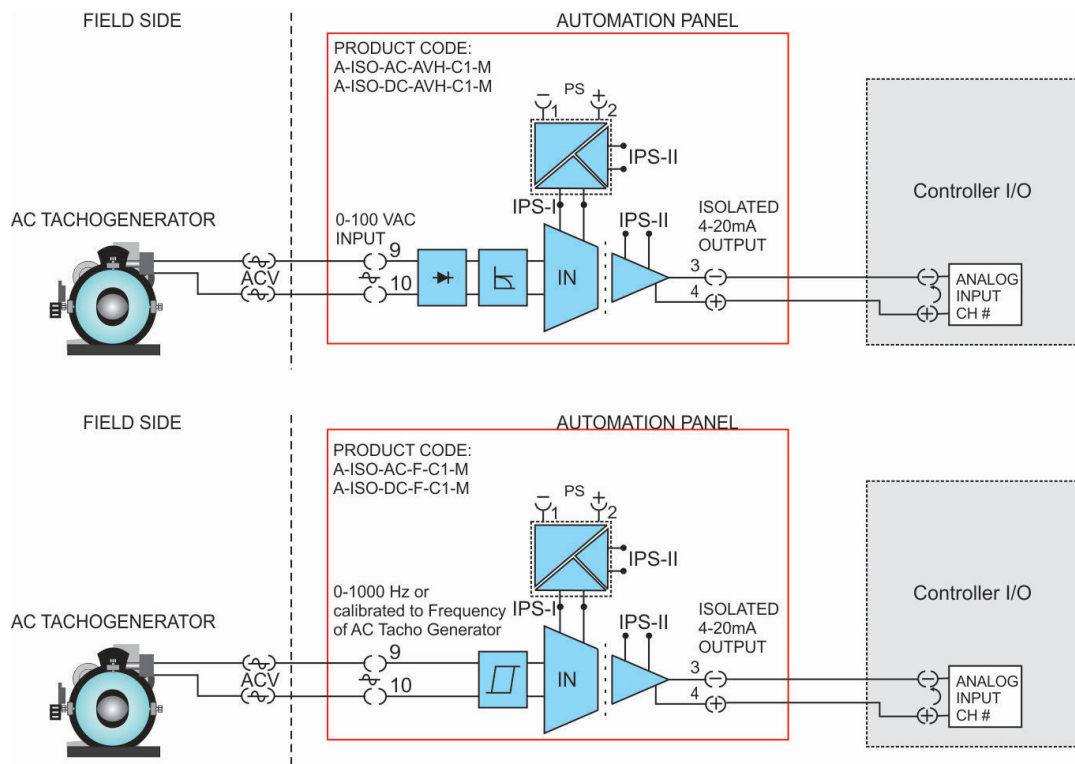 FIELD SIDE
AUTOMATION PANEL
PRODUCT CODE:
A-ISO-AC-AVH-C1-M
A-ISO-DC-AVH-C1-M
PS
1
2
IPS-II
Controller I/O
AC TACHOGENERATOR
0-100 VAC
INPUT
IPS-I
IPS-II
ISOLATED
4-20mA
OUTPUT
ACV
9
10
IN
3
4
ANALOG
INPUT
CH #
FIELD SIDE
AUTOMATION PANEL
PRODUCT CODE:
A-ISO-AC-F-C1-M
A-ISO-DC-F-C1-M
PS
1
2
IPS-II
Controller I/O
AC TACHOGENERATOR
0-1000 Hz or
calibrated to Frequency
of AC Tacho Generator
IPS-I
IPS-II
ISOLATED
4-20mA
OUTPUT
ACV
9
10
IN
3
4
ANALOG
INPUT
CH #